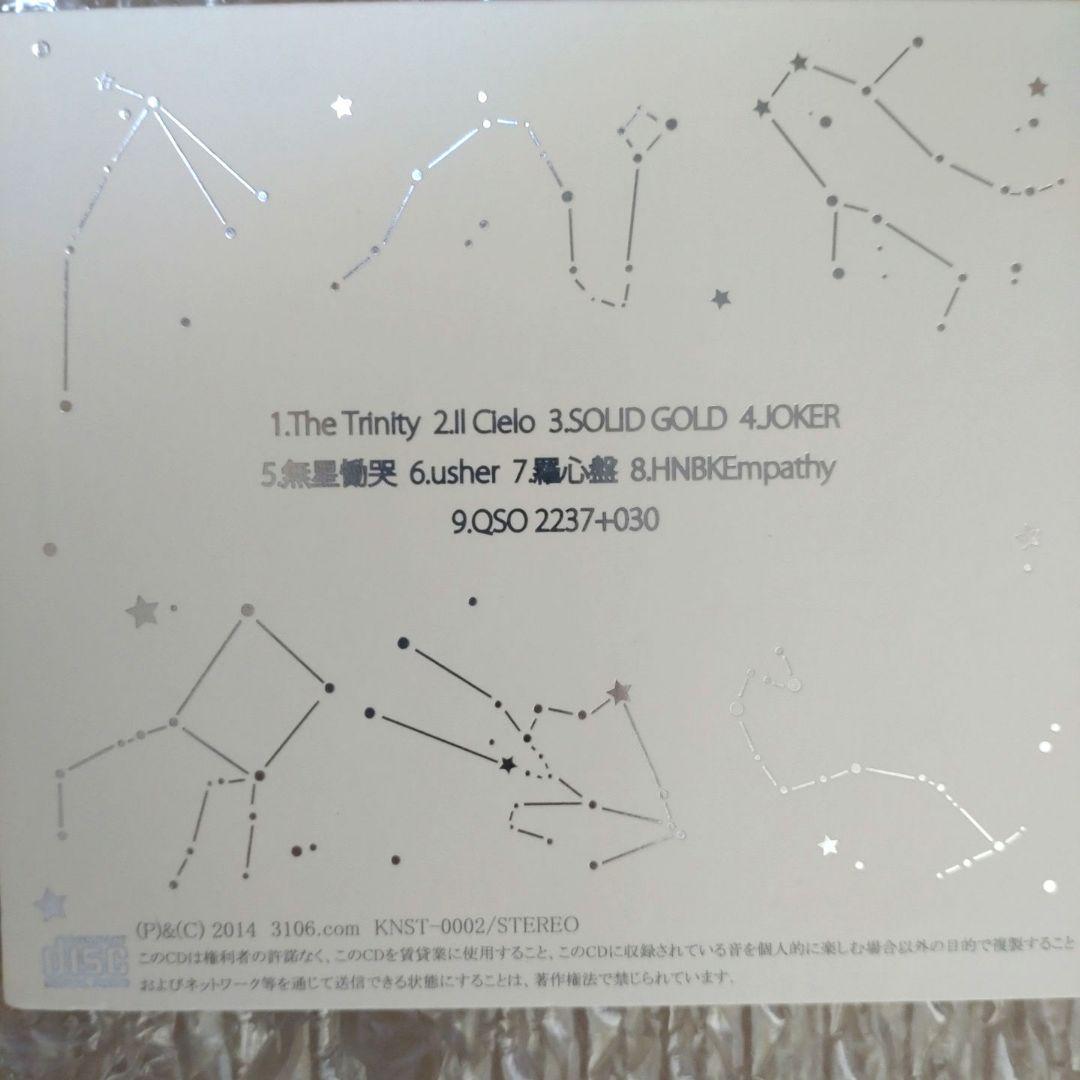 1.The Trinity 2.Il Cielo 3.SOLID GOLD 4.JOKER
5.無星慟哭 6.usher 7.羅心盤 8.HNBKEmpathy
9.QSO 2237+030
(P)&(C) 2014 3106.com KNST-0002/STEREO
disc
このCDは権利者の許諾なく、このCDを賃貸業に使用すること、このCDに収録されている音を個人的に楽しむ場合以外の目的で複製すること
およびネットワーク等を通じて送信できる状態にすることは、著作権法で禁じられています.